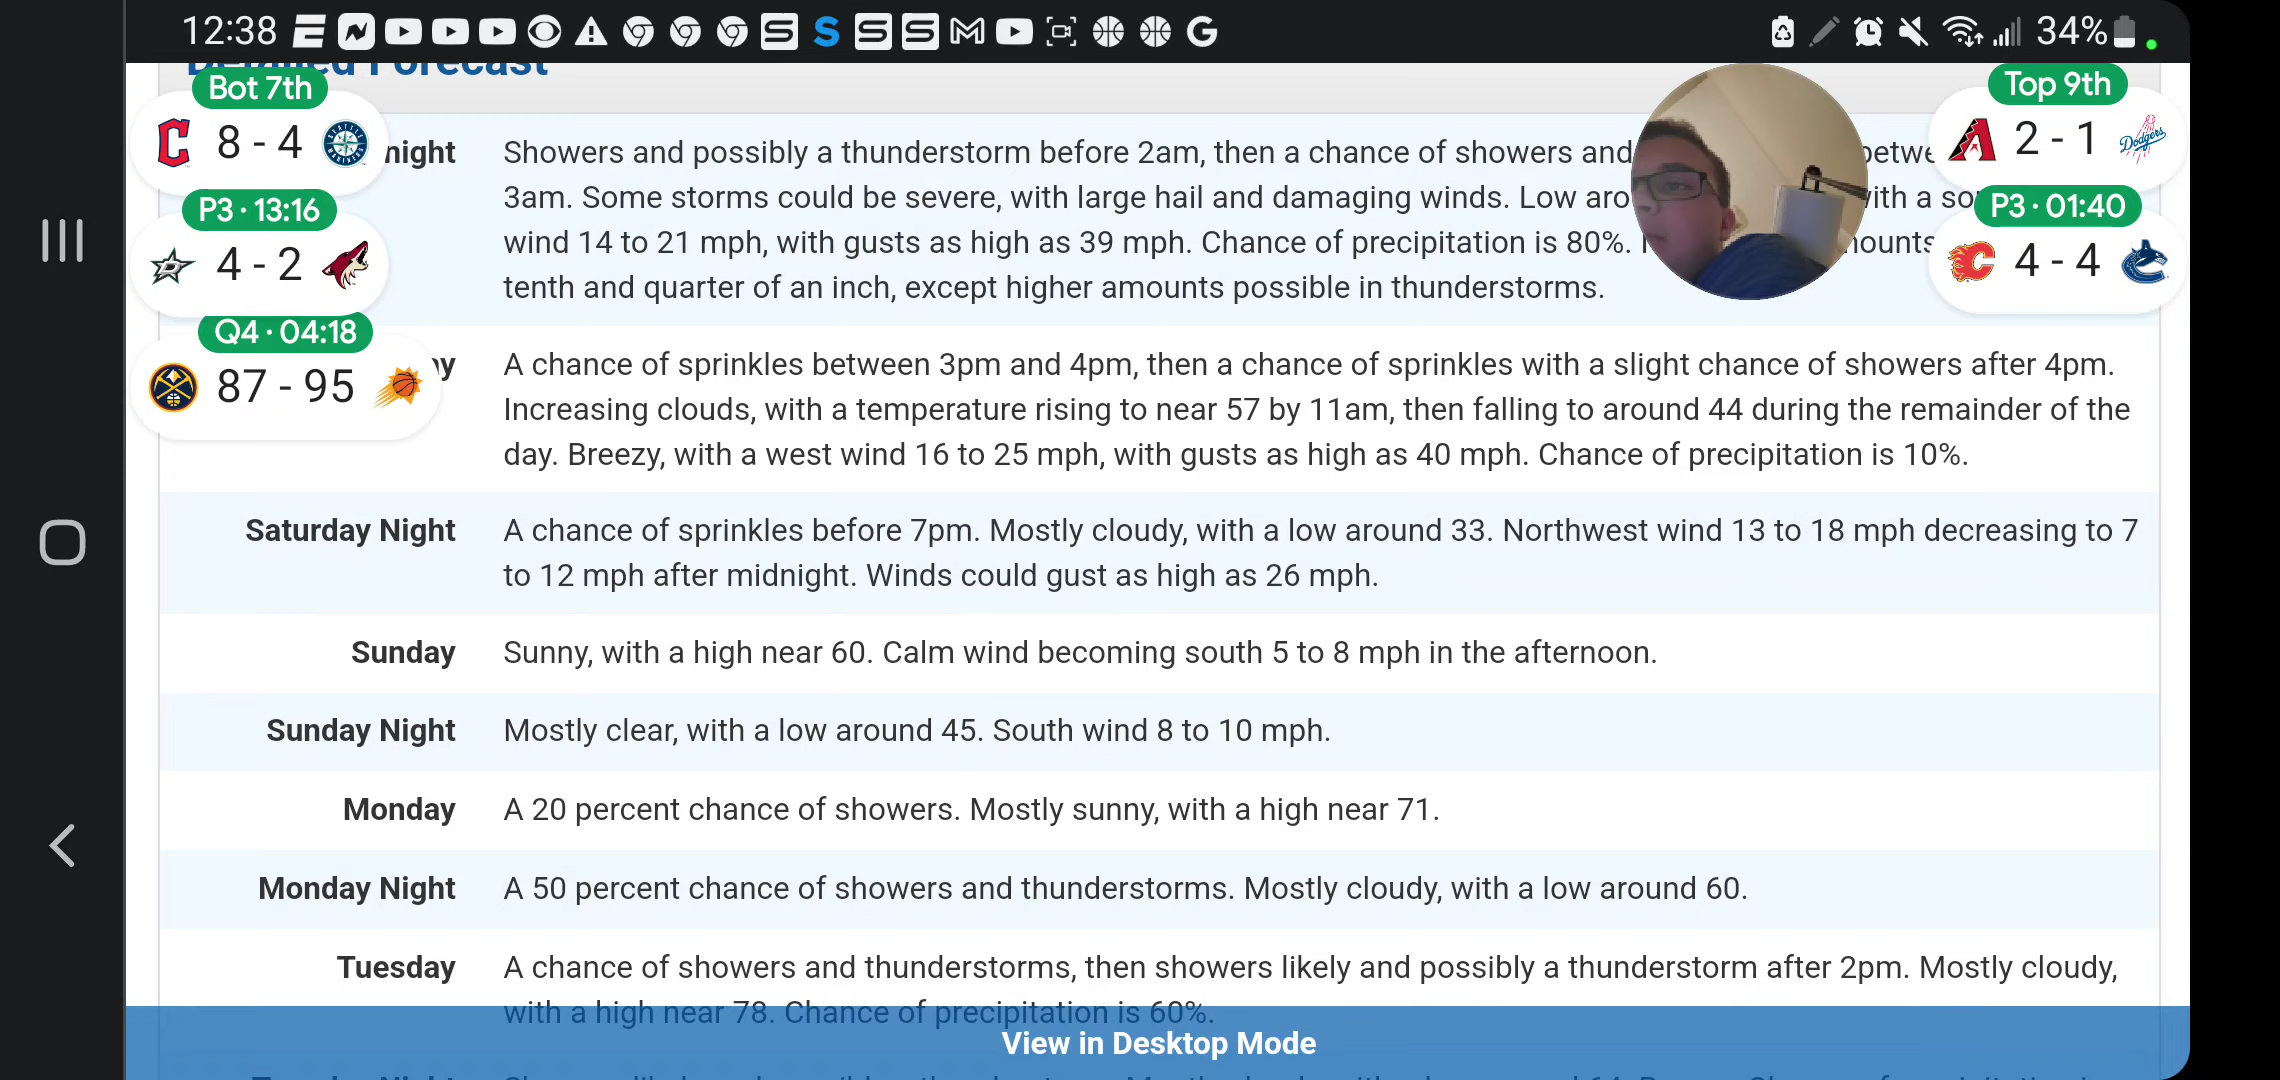 12:38
34%
Detailed Forecast
Bot 7th
8 - 4
P3 · 13:16
4 - 2
Q4 · 04:18
87 - 95
Top 9th
2 - 1
Dodgers
P3 · 01:40
4 - 4
night
Showers and possibly a thunderstorm before 2am, then a chance of showers and
3am. Some storms could be severe, with large hail and damaging winds. Low with a
wind 14 to 21 mph, with gusts as high as 39 mph. Chance of precipitation is 80%.
tenth and quarter of an inch, except higher amounts possible in thunderstorms.
A chance of sprinkles between 3pm and 4pm, then a chance of sprinkles with a slight chance of showers after 4pm.
Increasing clouds, with a temperature rising to near 57 by 11am, then falling to around 44 during the remainder of the
day. Breezy, with a west wind 16 to 25 mph, with gusts as high as 40 mph. Chance of precipitation is 10%.
Saturday Night
A chance of sprinkles before 7pm. Mostly cloudy, with a low around 33. Northwest wind 13 to 18 mph decreasing to 7
to 12 mph after midnight. Winds could gust as high as 26 mph.
Sunday
Sunny, with a high near 60. Calm wind becoming south 5 to 8 mph in the afternoon.
Sunday Night
Mostly clear, with a low around 45. South wind 8 to 10 mph.
Monday
A 20 percent chance of showers. Mostly sunny, with a high near 71.
Monday Night
A 50 percent chance of showers and thunderstorms. Mostly cloudy, with a low around 60.
Tuesday
A chance of showers and thunderstorms, then showers likely and possibly a thunderstorm after 2pm. Mostly cloudy,
with a high near 78. Chance of precipitation is 60%.
View in Desktop Mode